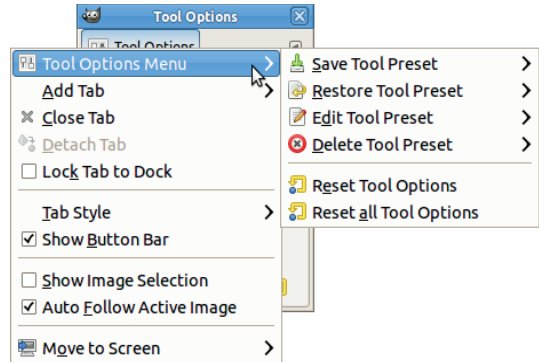 Tool Options
Tool Options
Tool Options Menu
Add Tab
Close Tab
Detach Tab
Lock Tab to Dock
Tab Style
Show Button Bar
Show Image Selection
Auto Follow Active Image
Move to Screen
Save Tool Preset
Restore Tool Preset
Edit Tool Preset
Delete Tool Preset
Reset Tool Options
Reset all Tool Options